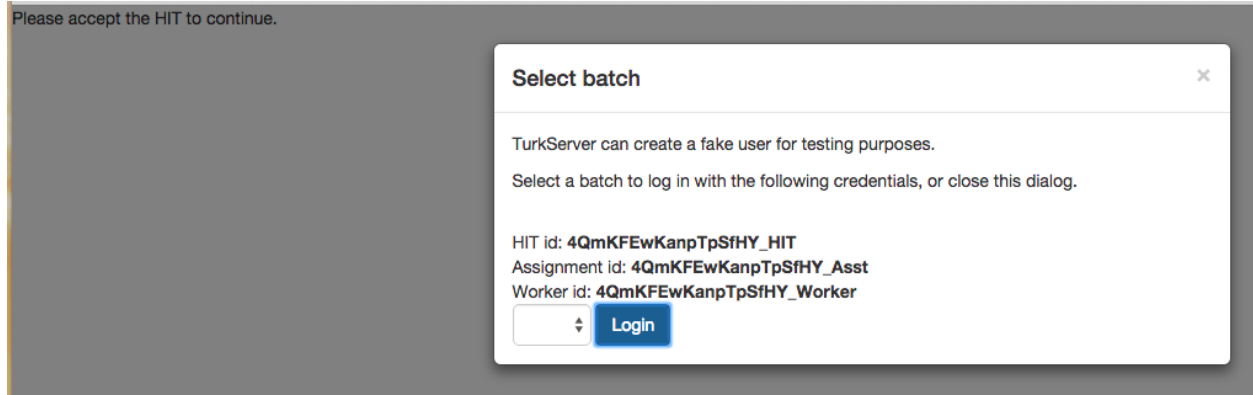 Please accept the HIT to continue.
Select batch
×
TurkServer can create a fake user for testing purposes.
Select a batch to log in with the following credentials, or close this dialog.
HIT id: 4QmKFEwKanpTpSfHY_HIT
Assignment id: 4QmKFEwKanpTpSfHY_Asst
Worker id: 4QmKFEwKanpTpSfHY_Worker
Login